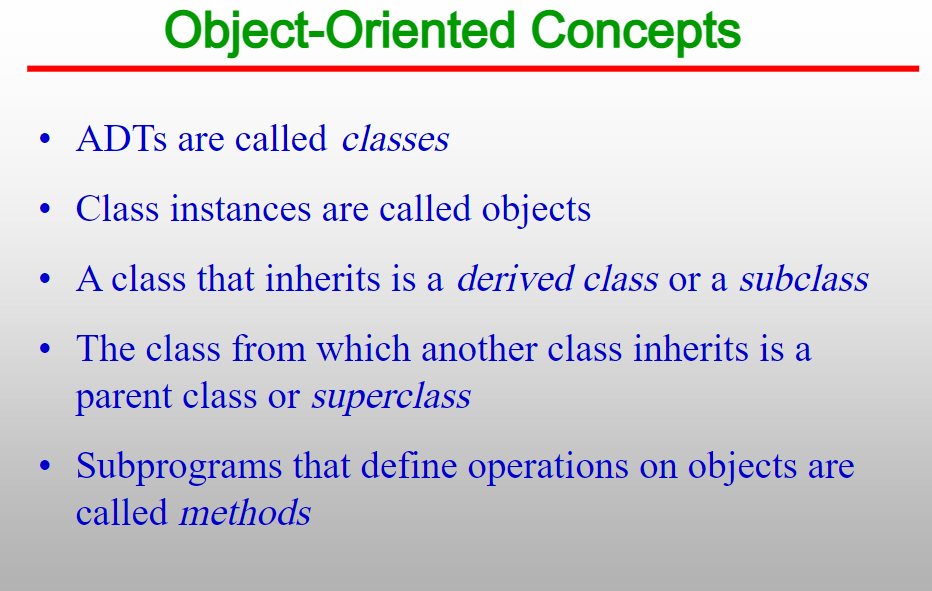 Object-Oriented Concepts
• ADTs are called classes
• Class instances are called objects
• A class that inherits is a derived class or a subclass
• The class from which another class inherits is a
parent class or superclass
• Subprograms that define operations on objects are
called methods